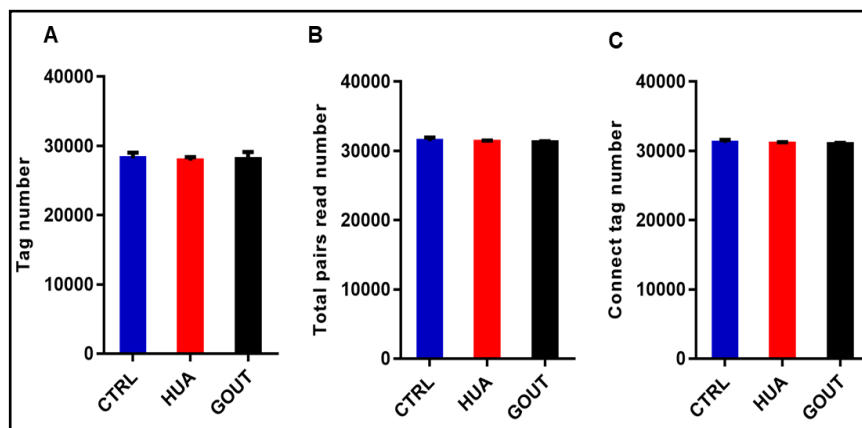 A
Tag number
40000
30000
20000
10000
0
CTRL
HUA
GOUT
B
Total pairs read number
40000
30000
20000
10000
0
CTRL
HUA
GOUT
C
Connect tag number
40000
30000
20000
10000
0
CTRL
HUA
GOUT